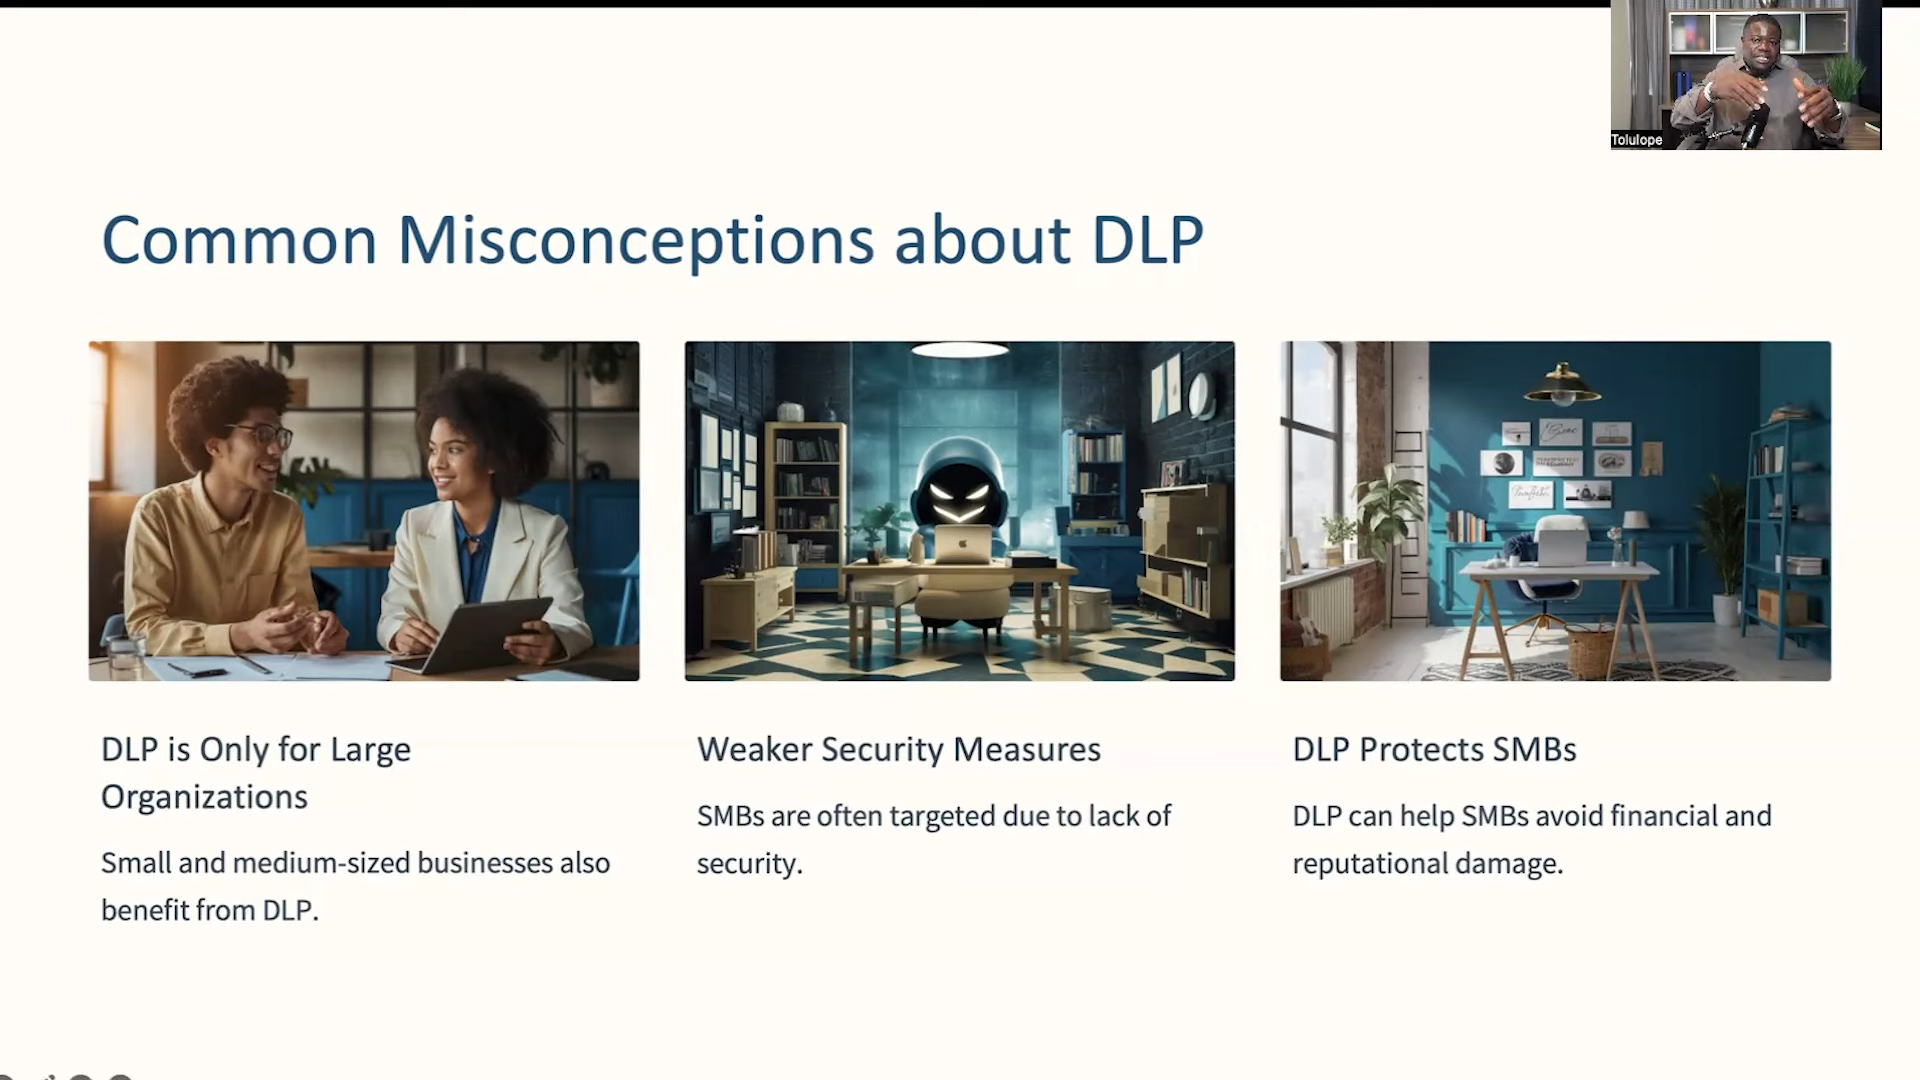 Tolulope
Common Misconceptions about DLP
DLP is Only for Large
Organizations
Small and medium-sized businesses also
benefit from DLP.
Weaker Security Measures
SMBs are often targeted due to lack of
security.
DLP Protects SMBs
DLP can help SMBs avoid financial and
reputational damage.